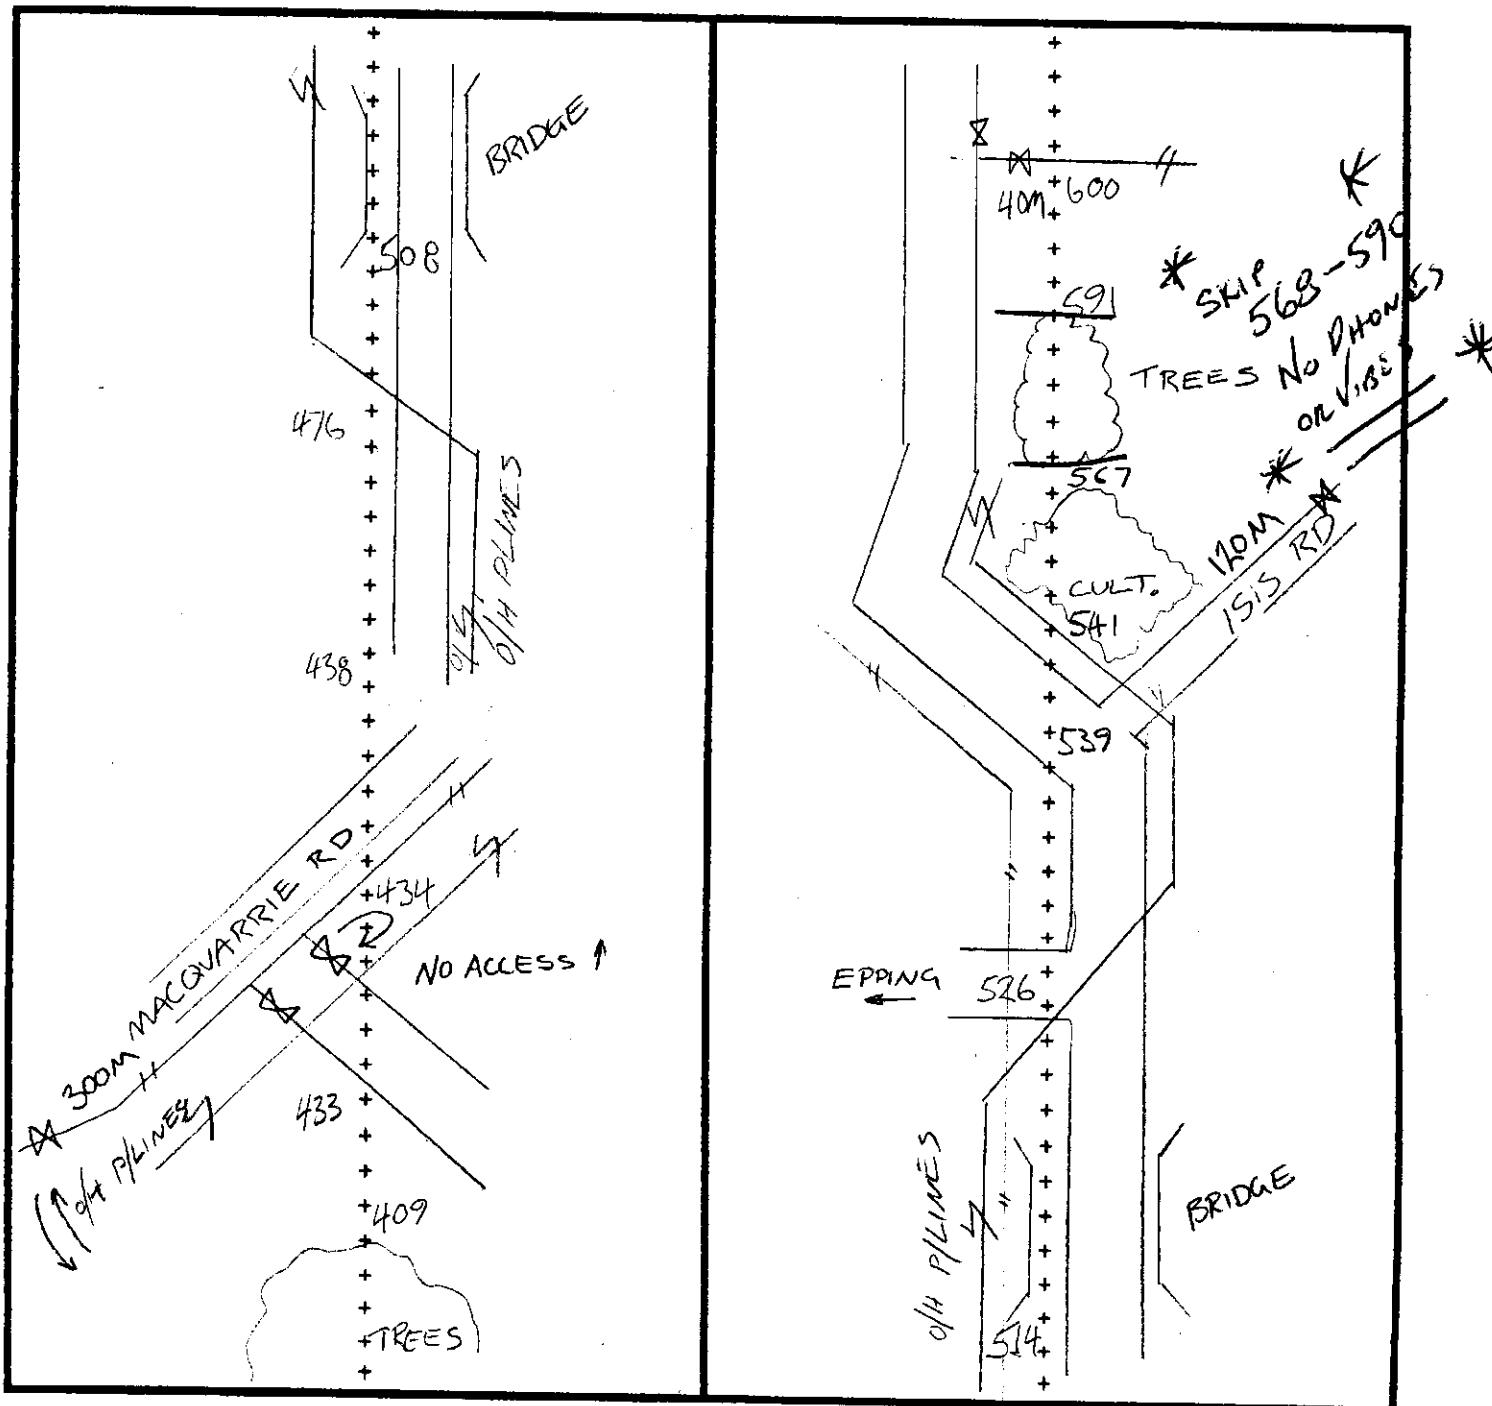 BRIDGE
508
476
O/H P/LINES
438
MACQUARRIE RD
434
NO ACCESS ↑
300M
433
O/H P/LINES
409
TREES
600
40M
591
* SKIP
568-590
TREES No PHONES
OR VIBES
567
120M
CULT.
ISIS RD
541
539
EPPING
←
526
O/H P/LINES
BRIDGE
514